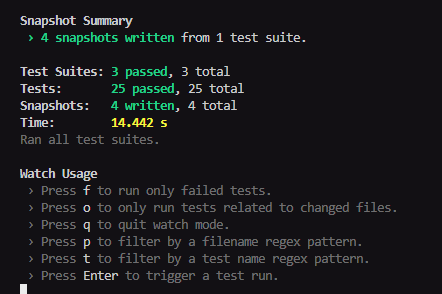 Snapshot Summary
› 4 snapshots written from 1 test suite.
Test Suites: 3 passed, 3 total
Tests: 25 passed, 25 total
Snapshots: 4 written, 4 total
Time: 14.442 s
Ran all test suites.
Watch Usage
› Press f to run only failed tests.
› Press o to only run tests related to changed files.
› Press q to quit watch mode.
› Press p to filter by a filename regex pattern.
› Press t to filter by a test name regex pattern.
› Press Enter to trigger a test run.